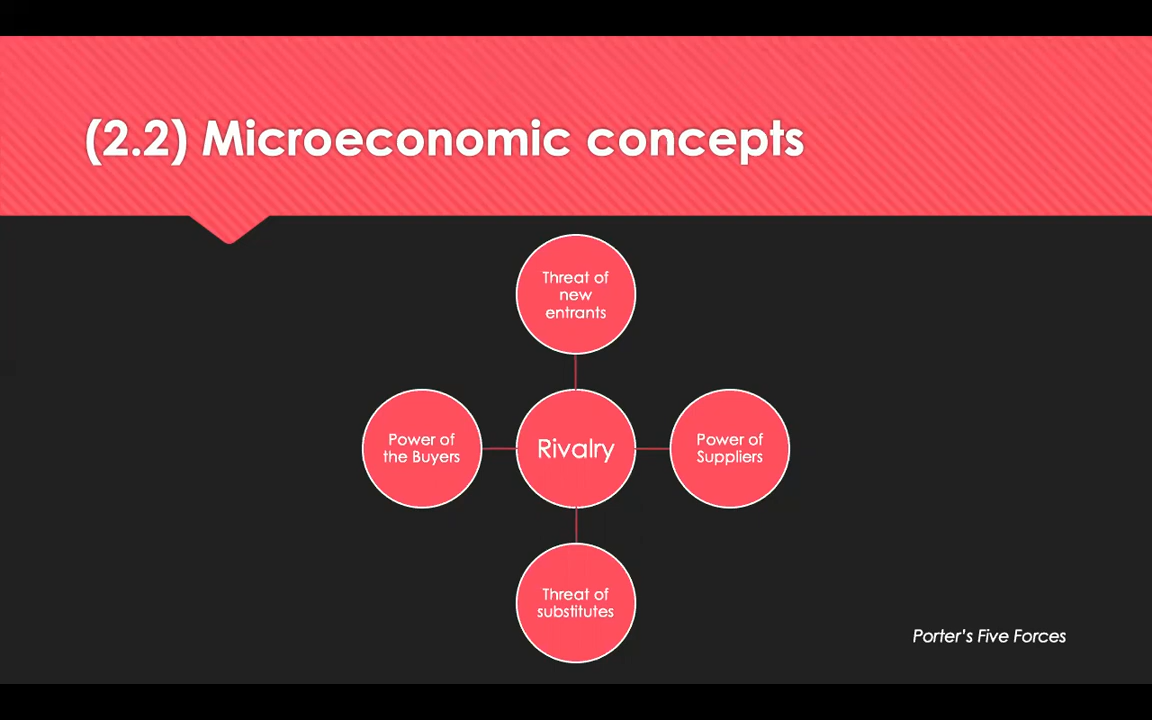 (2.2) Microeconomic concepts
Threat of
new
entrants
Power of
the Buyers
Rivalry
Power of
Suppliers
Threat of
substitutes
Porter's Five Forces